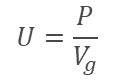 U = P / V_g